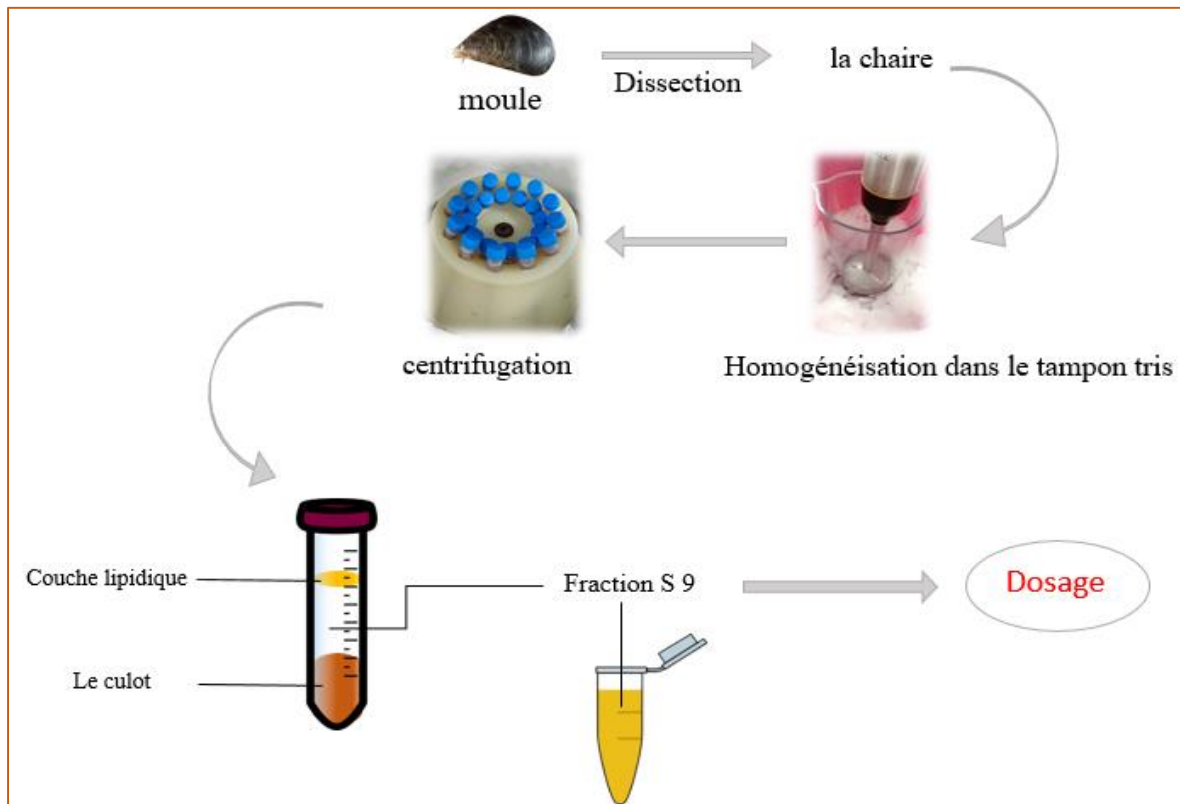 moule
Dissection
la chaire
Homogénéisation dans le tampon tris
centrifugation
Couche lipidique
Le culot
Fraction S 9
Dosage